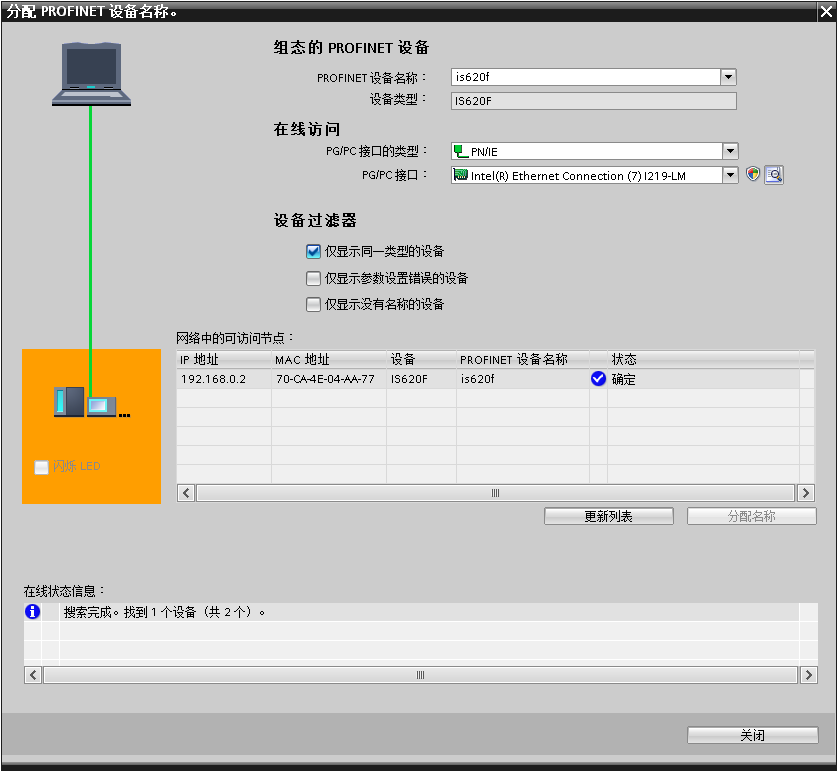 分配 PROFINET 设备名称。
组态的 PROFINET 设备
PROFINET 设备名称： is620f
设备类型： IS620F
在线访问
PG/PC 接口的类型： PN/IE
PG/PC 接口： Intel(R) Ethernet Connection (7) I219-LM
设备过滤器
仅显示同一类型的设备
仅显示参数设置错误的设备
仅显示没有名称的设备
网络中的可访问节点：
IP 地址 MAC 地址 设备 PROFINET 设备名称 状态
192.168.0.2 70-CA-4E-04-AA-77 IS620F is620f 确定
闪烁 LED
更新列表 分配名称
在线状态信息：
搜索完成。找到 1 个设备（共 2 个）。
关闭